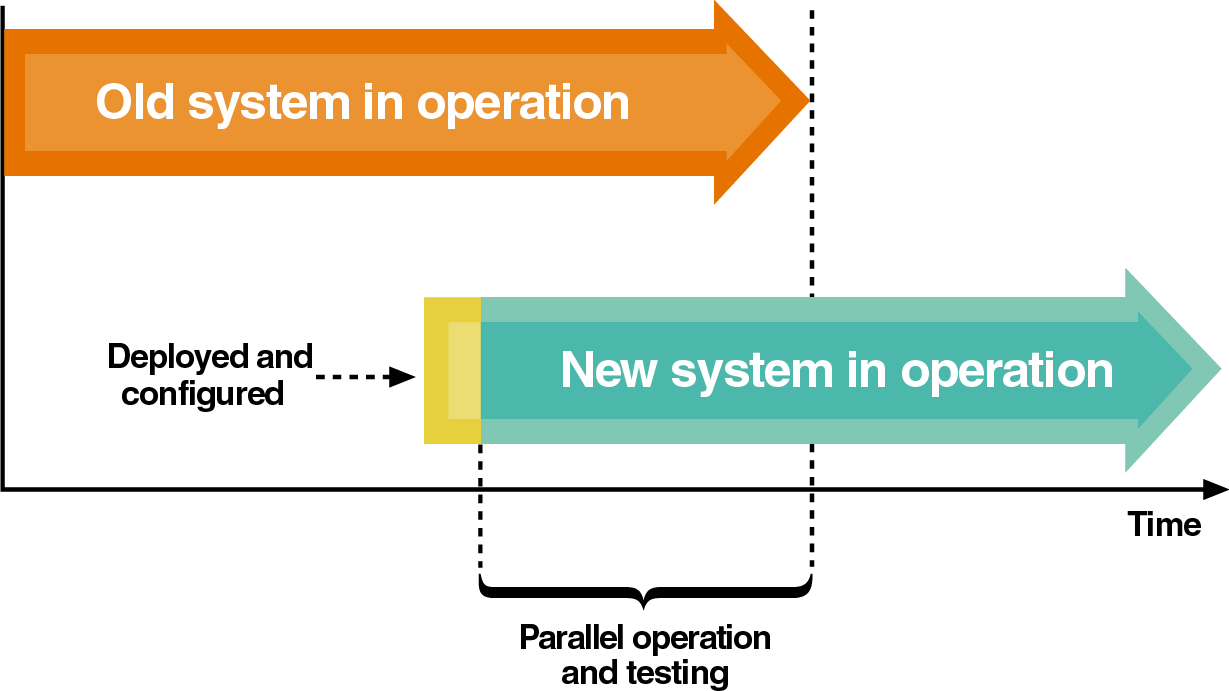 Old system in operation
Deployed and
configured
New system in operation
Time
Parallel operation
and testing